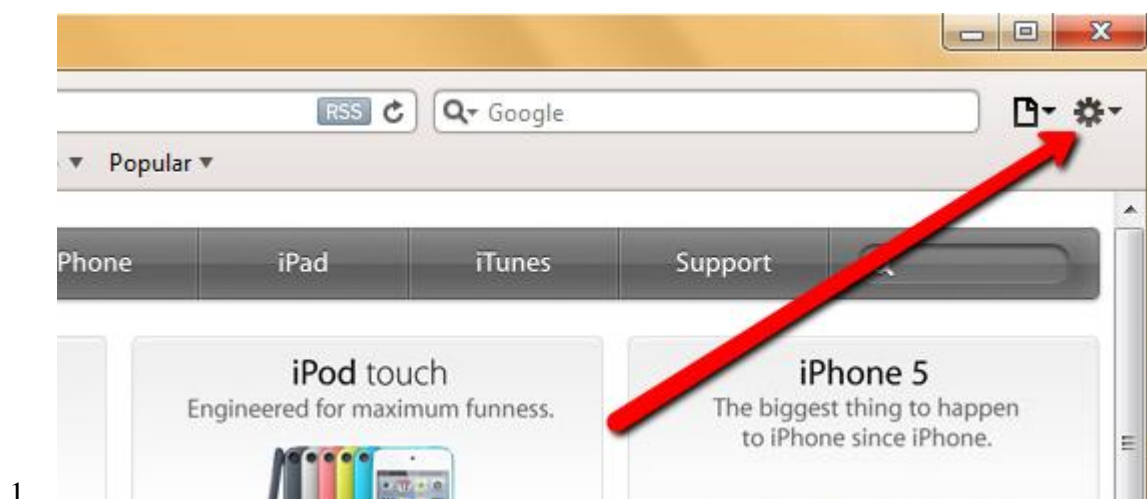 RSS Google
Popular
Phone iPad iTunes Support
iPod touch
Engineered for maximum funness.
iPhone 5
The biggest thing to happen
to iPhone since iPhone.
1